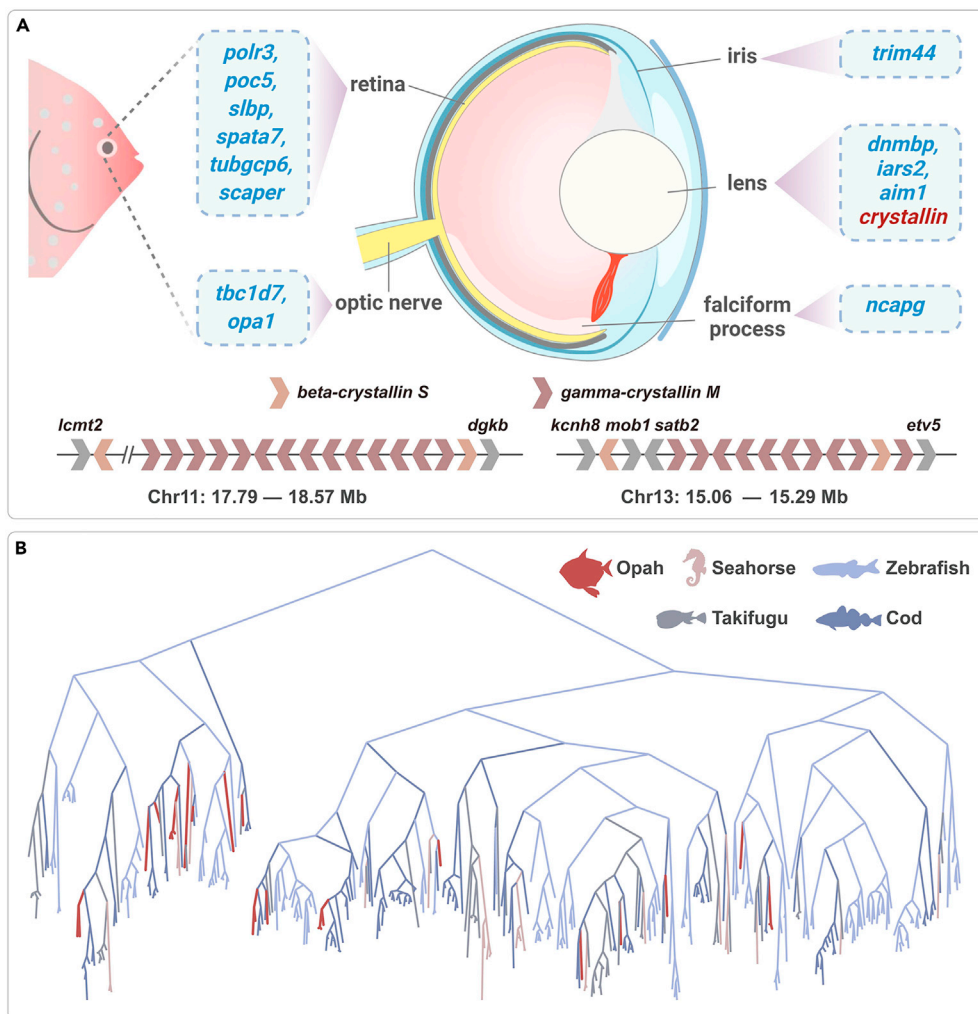 A
polr3,
poc5,
slbp,
spata7,
tubgcp6,
scaper
retina
iris
trim44
lens
dnmbp,
iars2,
aim1
crystallin
tbc1d7,
opa1
optic nerve
falciform
process
ncapg
beta-crystallin S
gamma-crystallin M
lcmt2
dgkb
kcnh8 mob1 satb2
etv5
Chr11: 17.79 — 18.57 Mb
Chr13: 15.06 — 15.29 Mb
B
Opah
Seahorse
Zebrafish
Takifugu
Cod